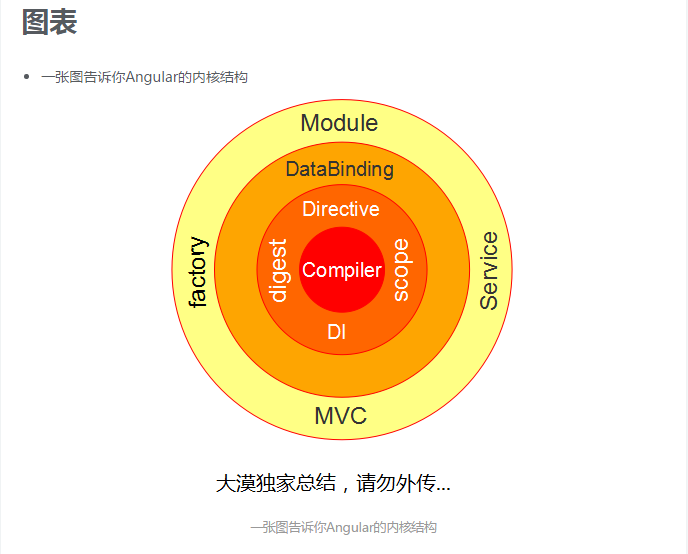 图表
一张图告诉你Angular的内核结构
Module
DataBinding
Directive
factory
digest
Compiler
scope
Service
DI
MVC
大漠独家总结，请勿外传...
一张图告诉你Angular的内核结构